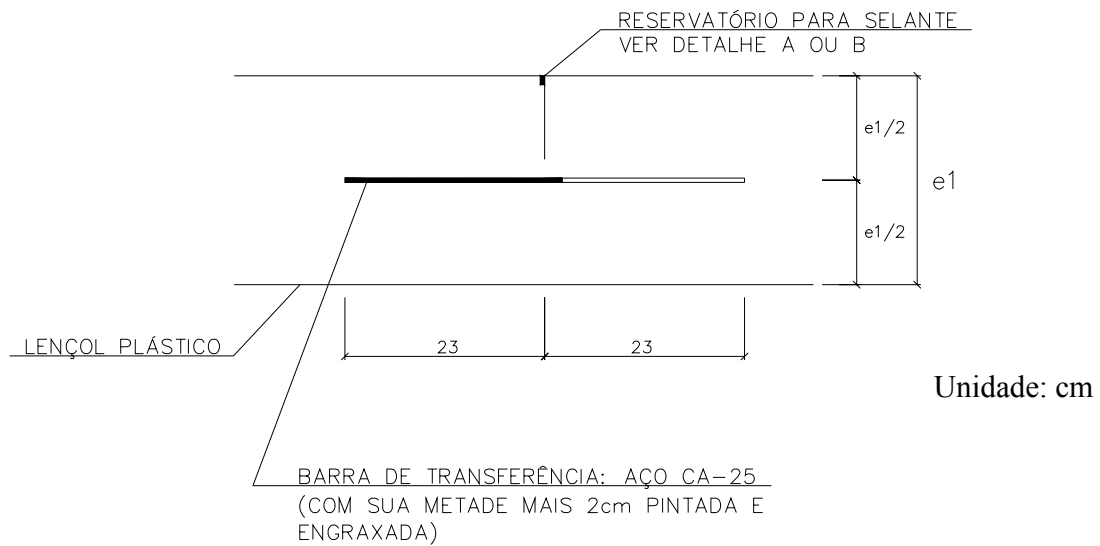 RESERVATÓRIO PARA SELANTE
VER DETALHE A OU B
e1/2
e1
e1/2
LENÇOL PLÁSTICO
23
23
Unidade: cm
BARRA DE TRANSFERÊNCIA: AÇO CA-25
(COM SUA METADE MAIS 2cm PINTADA E
ENGRAXADA)